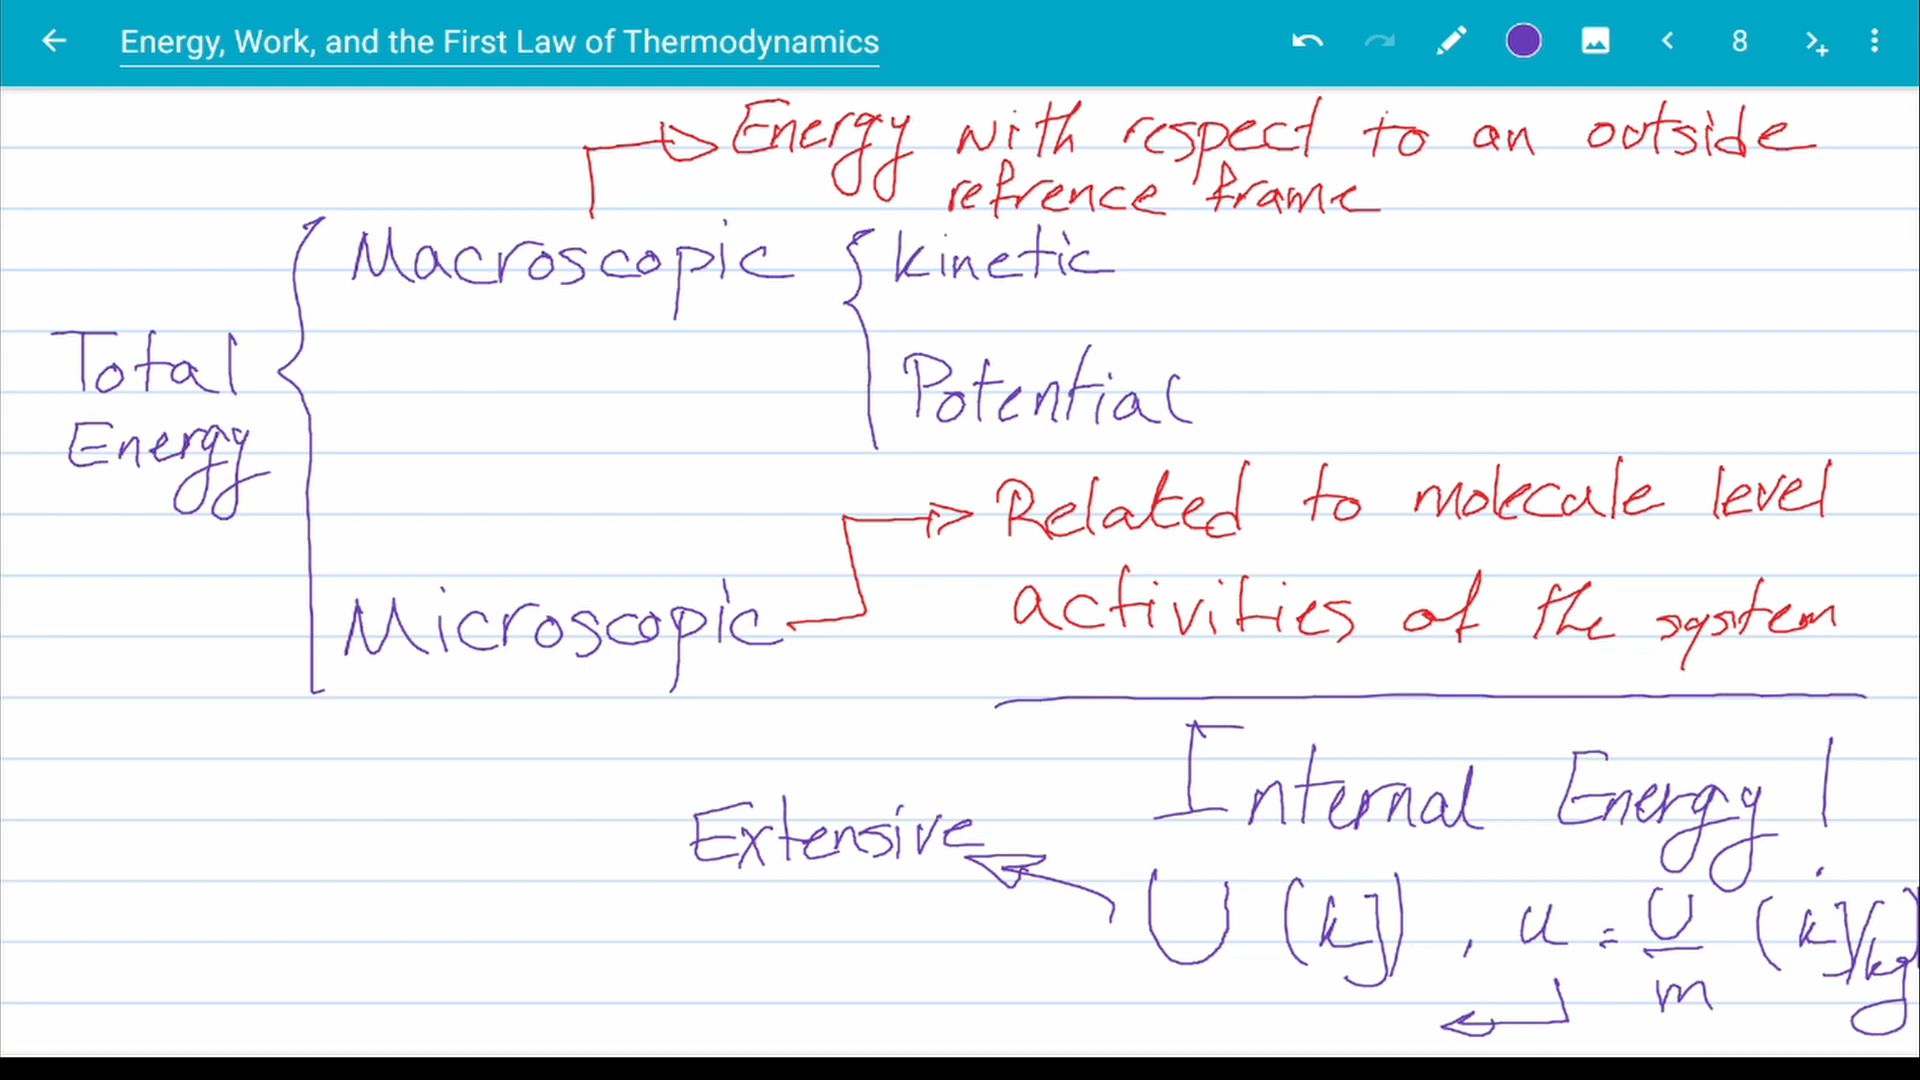 Energy, Work, and the First Law of Thermodynamics 8
Energy with respect to an outside
refrence frame
Macroscopic { Kinetic
Total
Energy
Potential
Related to molecule level
Microscopic
activities of the system
Internal Energy
Extensive
U (kJ) , u = U/m (kJ/kg)